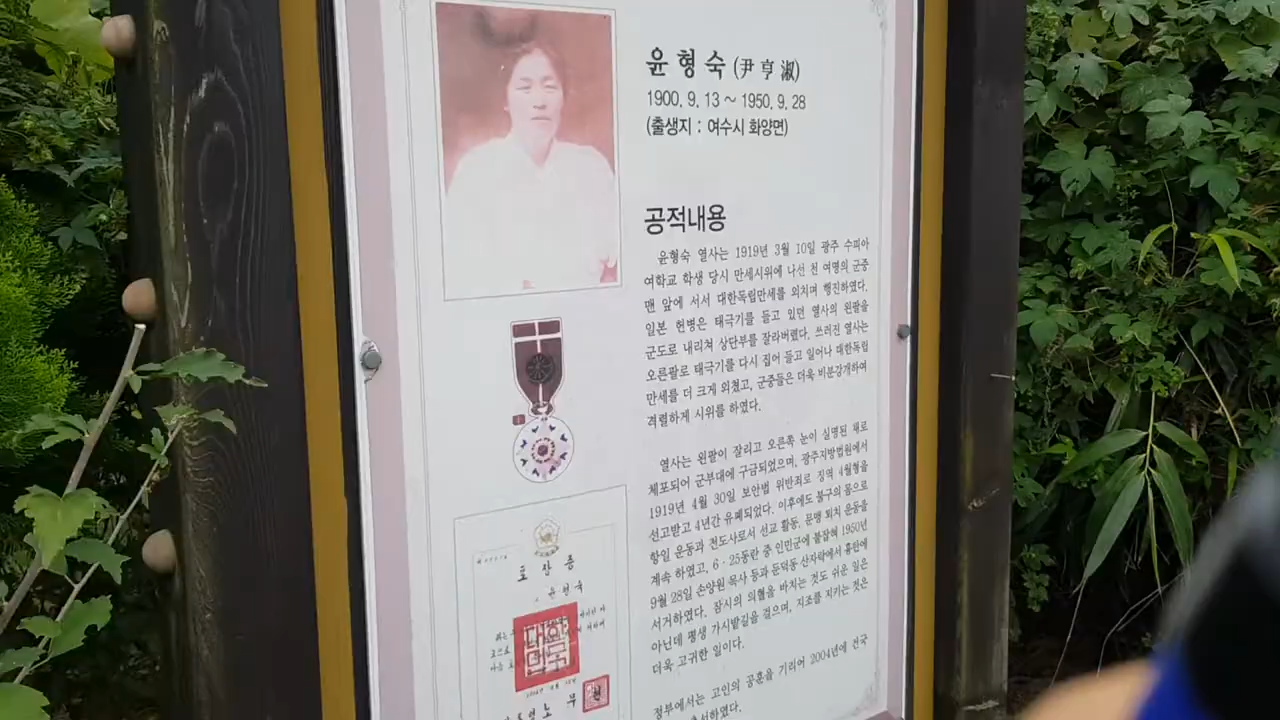 윤형숙 (尹亨淑)
1900. 9. 13 ~ 1950. 9. 28
(출생지 : 여수시 화양면)
공적내용
윤형숙 열사는 1919년 3월 10일 광주 수피아
여학교 학생 당시 만세시위에 나선 천 여명의 군중
맨 앞에 서서 대한독립만세를 외치며 행진하였다.
일본 헌병은 태극기를 들고 있던 열사의 왼팔을
군도로 내리쳐 상단부를 잘라버렸다. 쓰러진 열사는
오른팔로 태극기를 다시 집어 들고 일어나 대한독립
만세를 더 크게 외쳤고, 군중들은 더욱 비분강개하여
격렬하게 시위를 하였다.
열사는 왼팔이 잘리고 오른쪽 눈이 실명된 채로
체포되어 군부대에 구금되었으며, 광주지방법원에서
1919년 4월 30일 보안법 위반죄로 징역 4월형을
선고받고 4년간 유폐되었다. 이후에도 불구의 몸으로
항일 운동과 전도사로서 선교 활동, 문맹 퇴치 운동을
계속 하였고, 6·25동란 중 인민군에 붙잡혀 1950년
9월 28일 손양원 목사 등과 둔덕동 산자락에서 총탄에
서거하였다. 잠시의 의혈을 바치는 것도 쉬운 일은
아닌데 평생 가시밭길을 걸으며, 지조를 지키는 것은
더욱 고귀한 일이다.
정부에서는 고인의 공훈을 기리어 2004년에 건국
포장증
윤형숙
대한
민국
노무